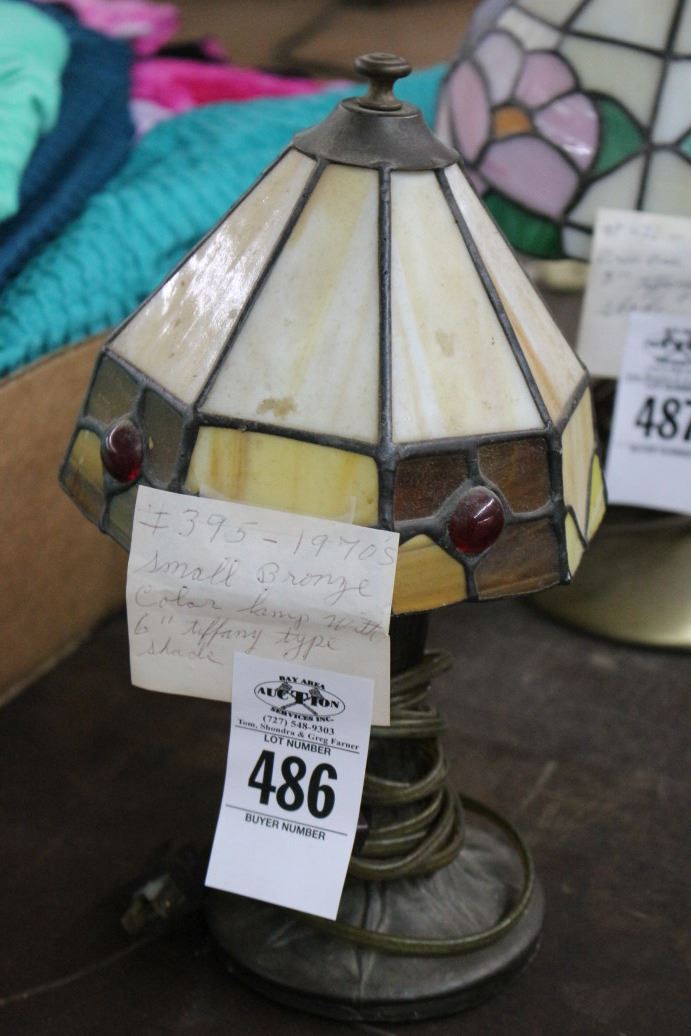 #395 - 1970's
Small Bronze
Color lamp with
6" tiffany type
shade
BAY AREA
AUCTION
SERVICES INC.
(727) 548-9303
Tom, Shondra & Greg Farner
LOT NUMBER
486
BUYER NUMBER
487